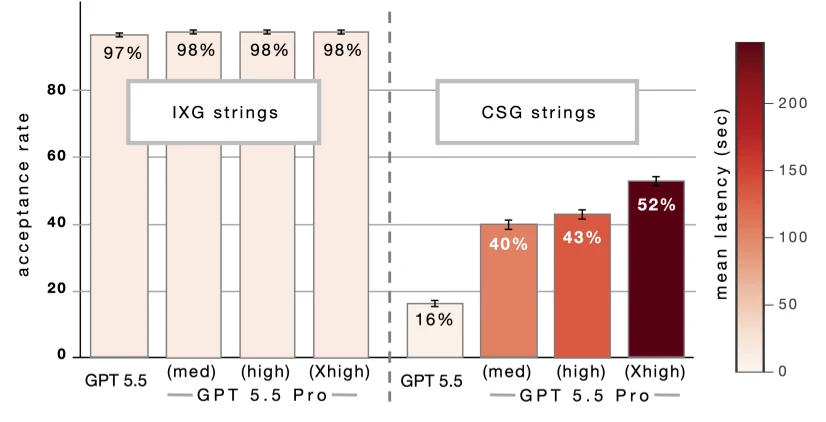 97%
98%
98%
98%
IXG strings
CSG strings
16%
40%
43%
52%
acceptance rate
80
60
40
20
0
GPT 5.5
(med)
(high)
(Xhigh)
GPT 5.5 Pro
GPT 5.5
(med)
(high)
(Xhigh)
GPT 5.5 Pro
mean latency (sec)
200
150
100
50
0